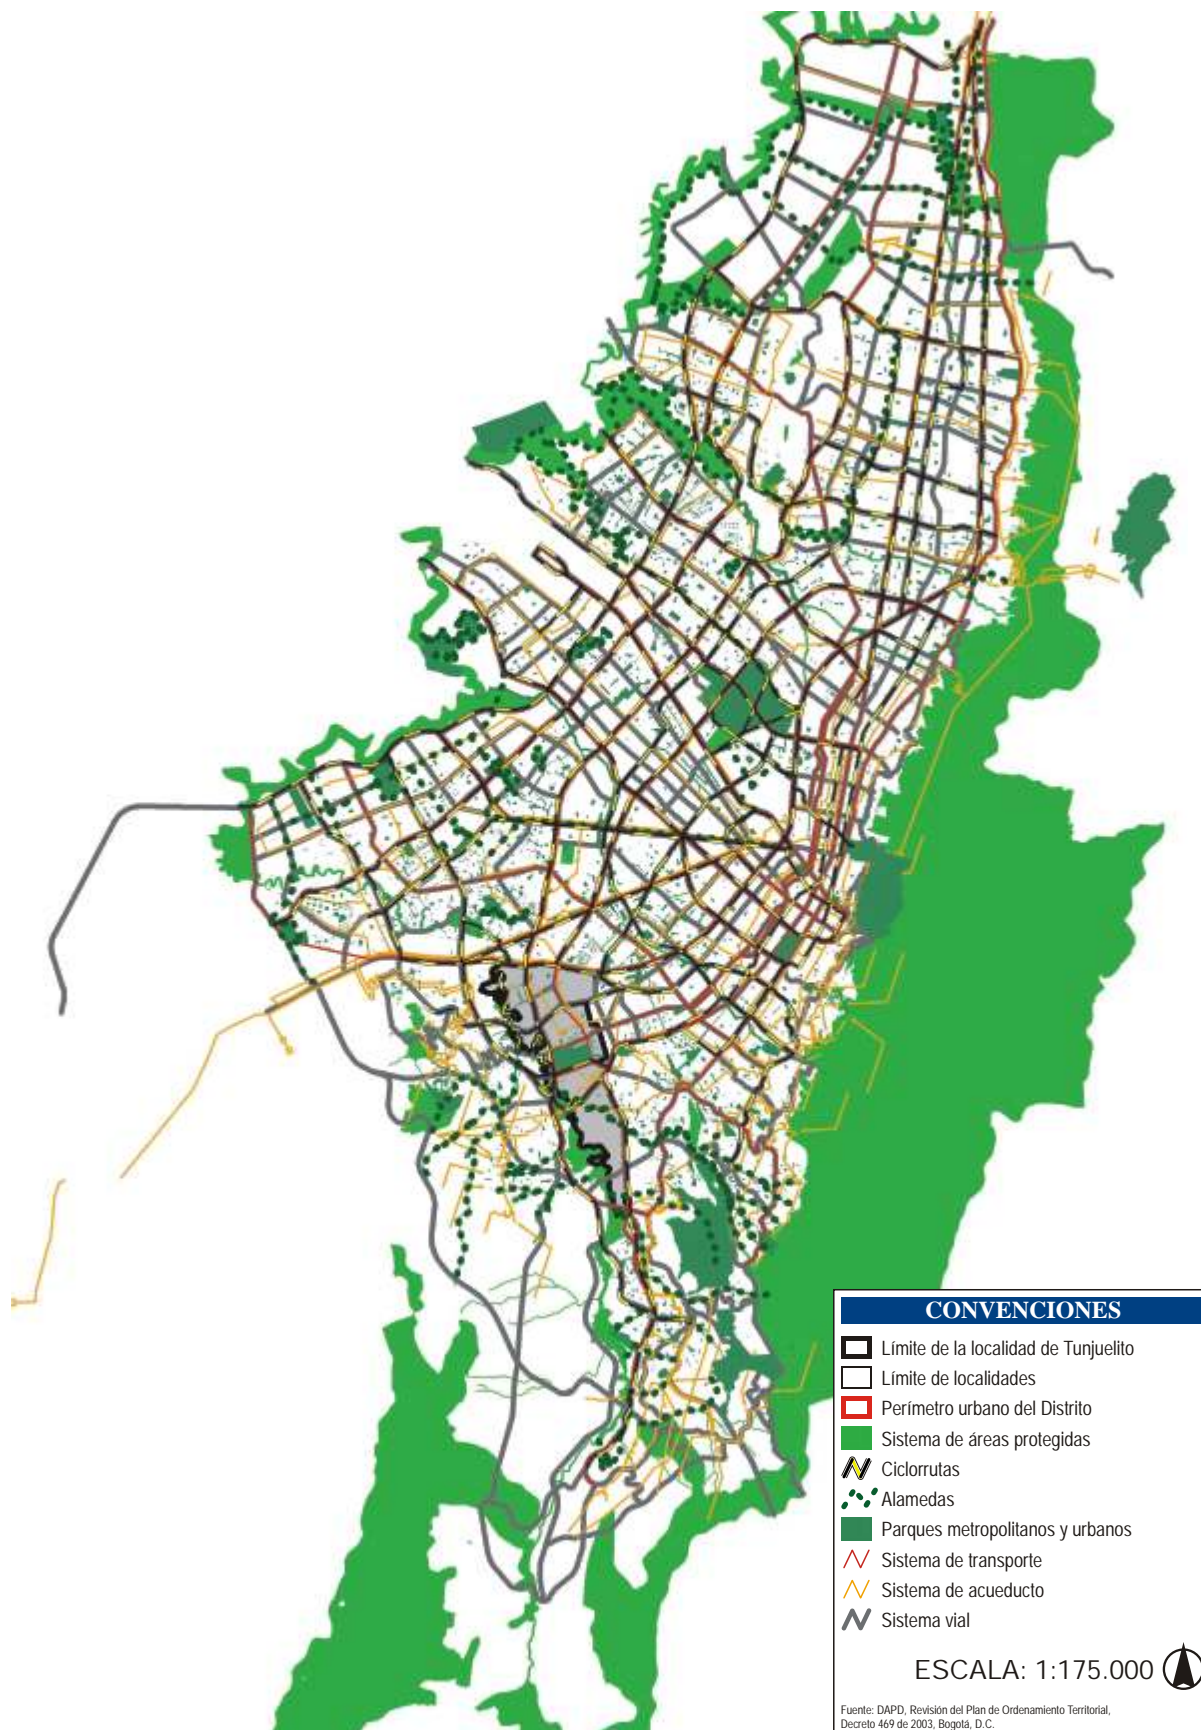 CONVENCIONES
Límite de la localidad de Tunjuelito
Límite de localidades
Perímetro urbano del Distrito
Sistema de áreas protegidas
Ciclorrutas
Alamedas
Parques metropolitanos y urbanos
Sistema de transporte
Sistema de acueducto
Sistema vial
ESCALA: 1:175.000
Fuente: DAPD, Revisión del Plan de Ordenamiento Territorial,
Decreto 469 de 2003, Bogotá, D.C.